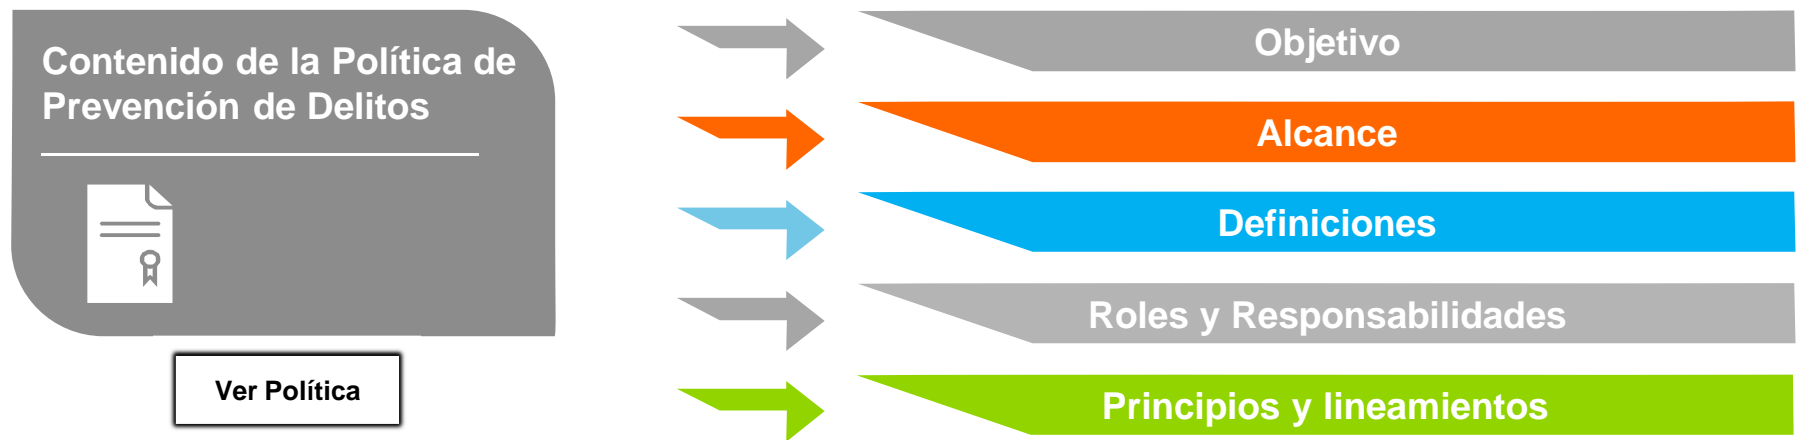 Contenido de la Política de
Prevención de Delitos
Ver Política
Objetivo
Alcance
Definiciones
Roles y Responsabilidades
Principios y lineamientos